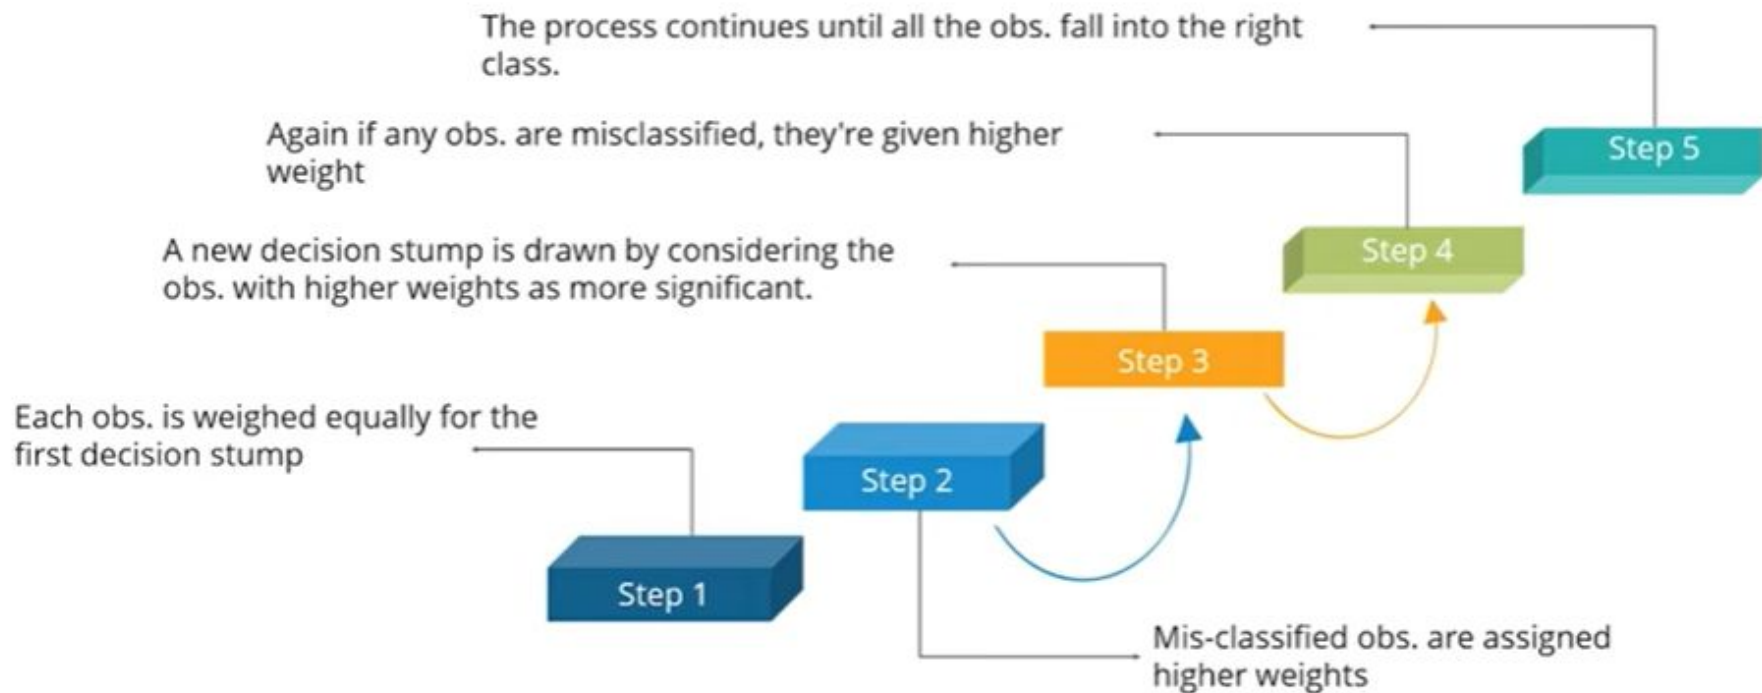 The process continues until all the obs. fall into the right
class.
Step 5
Again if any obs. are misclassified, they're given higher
weight
Step 4
A new decision stump is drawn by considering the
obs. with higher weights as more significant.
Step 3
Each obs. is weighed equally for the
first decision stump
Step 2
Step 1
Mis-classified obs. are assigned
higher weights